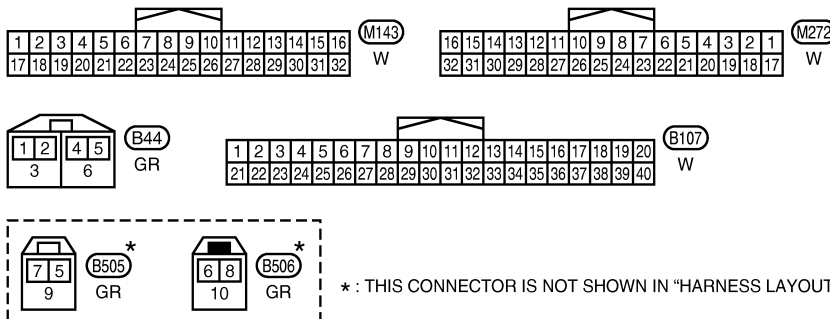 1 2 3 4 5 6 7 8 9 10 11 12 13 14 15 16
17 18 19 20 21 22 23 24 25 26 27 28 29 30 31 32
M143
W
16 15 14 13 12 11 10 9 8 7 6 5 4 3 2 1
32 31 30 29 28 27 26 25 24 23 22 21 20 19 18 17
M272
W
1 2 4 5
3 6
B44
GR
1 2 3 4 5 6 7 8 9 10 11 12 13 14 15 16 17 18 19 20
21 22 23 24 25 26 27 28 29 30 31 32 33 34 35 36 37 38 39 40
B107
W
7 5
9
B505 *
GR
6 8
10
B506 *
GR
* : THIS CONNECTOR IS NOT SHOWN IN "HARNESS LAYOUT